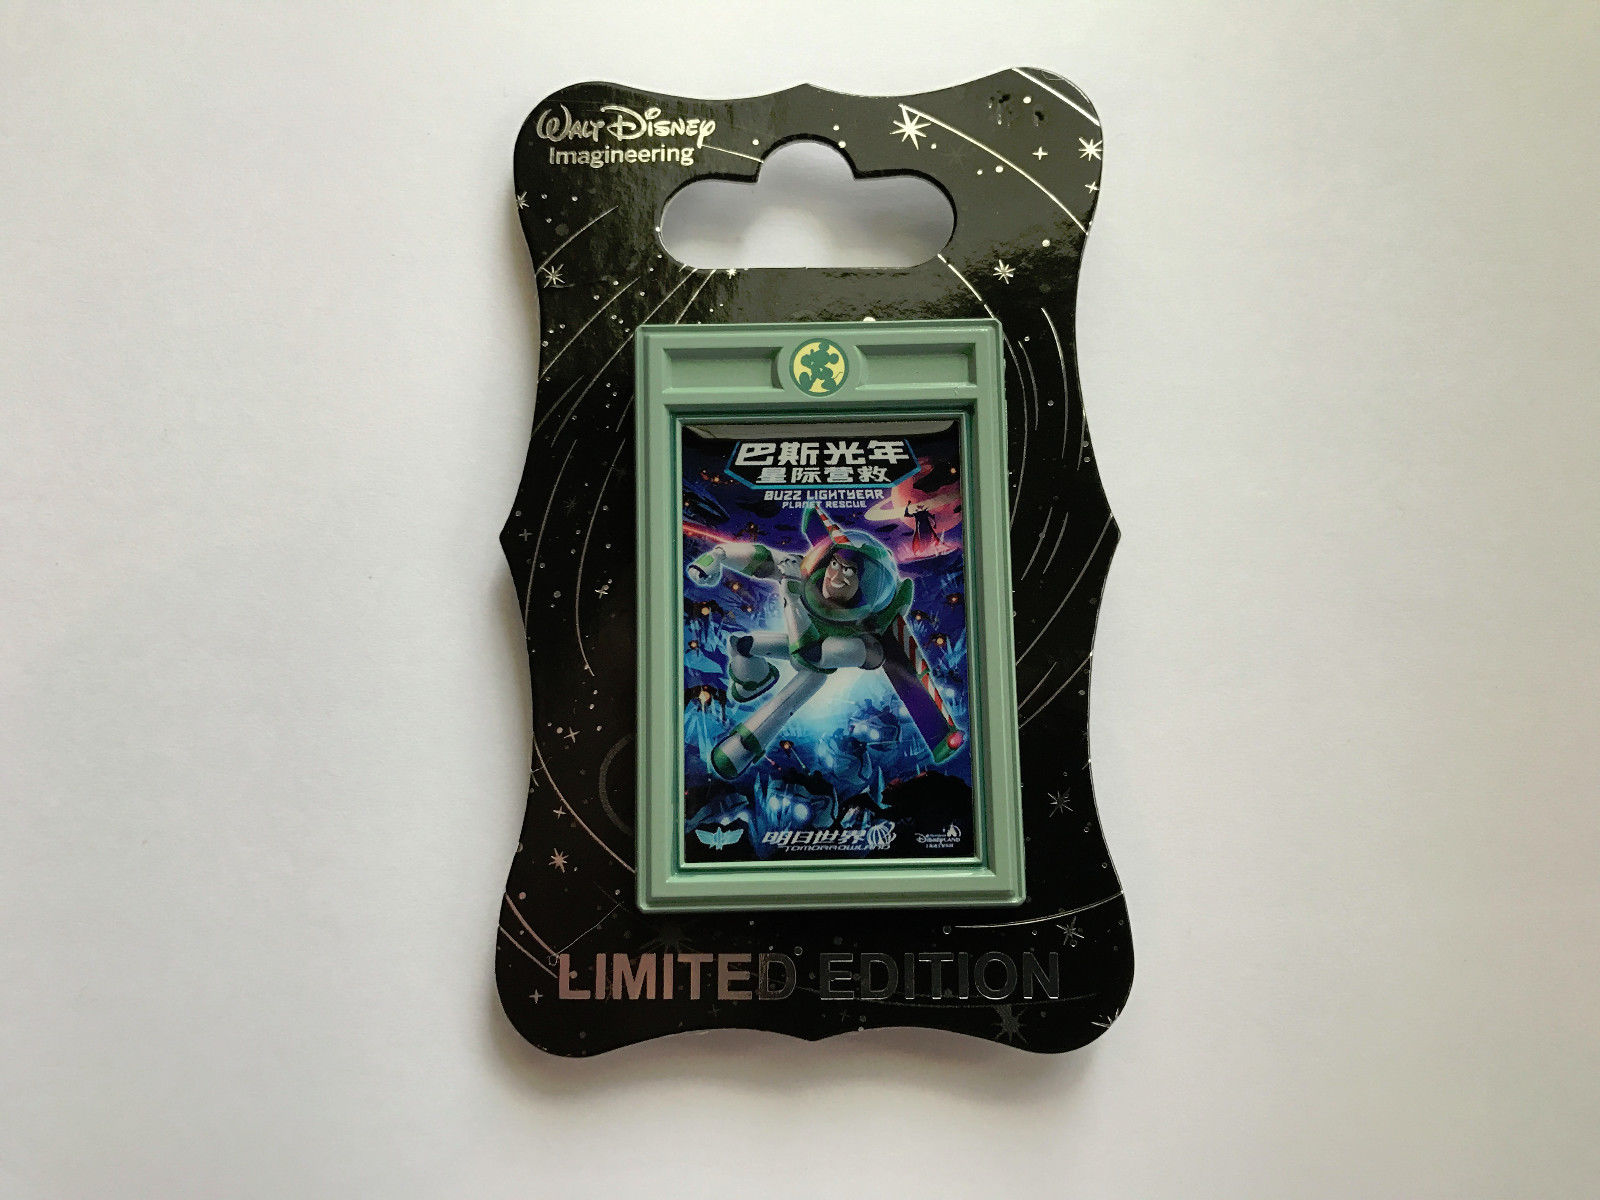 WALT DISNEY
Imagineering
巴斯光年
星际营救
BUZZ LIGHTYEAR
PLANET RESCUE
明日世界
TOMORROWLAND
DISNEYLAND
LIMITED EDITION